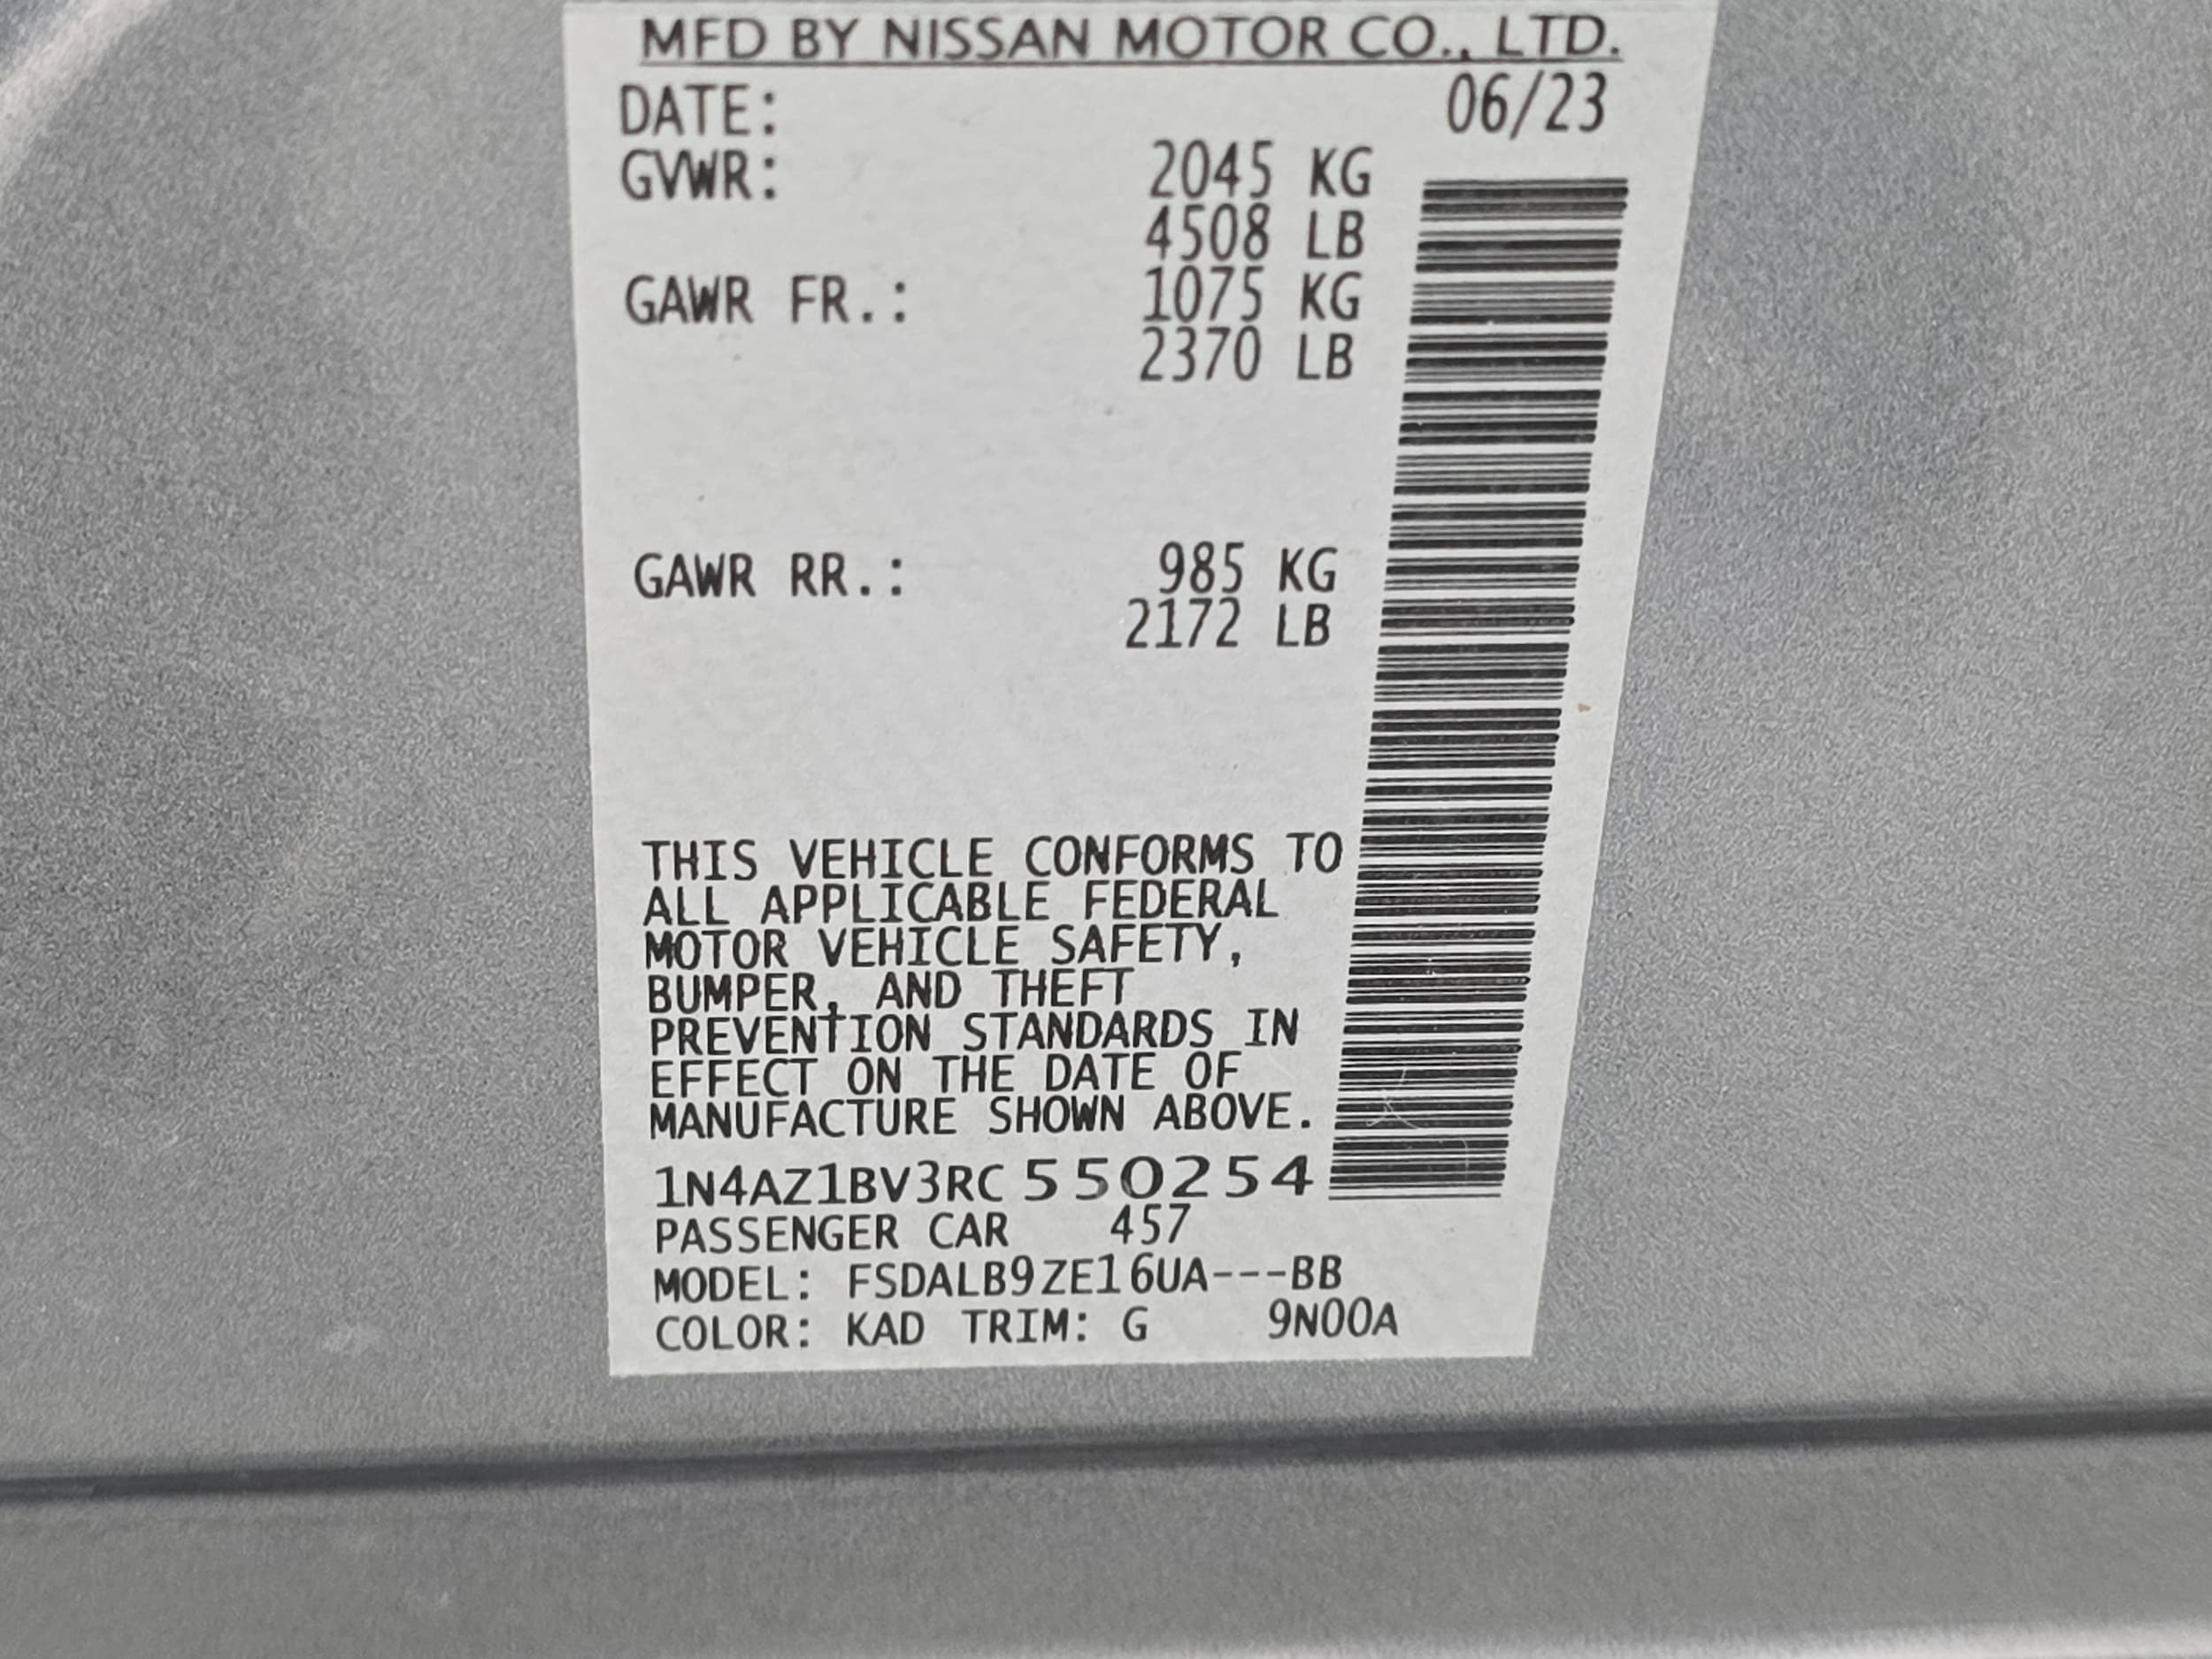 MFD BY NISSAN MOTOR CO., LTD.
DATE: 06/23
GVWR: 2045 KG
4508 LB
GAWR FR.: 1075 KG
2370 LB
GAWR RR.: 985 KG
2172 LB
THIS VEHICLE CONFORMS TO
ALL APPLICABLE FEDERAL
MOTOR VEHICLE SAFETY,
BUMPER, AND THEFT
PREVENTION STANDARDS IN
EFFECT ON THE DATE OF
MANUFACTURE SHOWN ABOVE.
1N4AZ1BV3RC 550254
PASSENGER CAR 457
MODEL: FSDALB9ZE16UA---BB
COLOR: KAD TRIM: G 9N00A